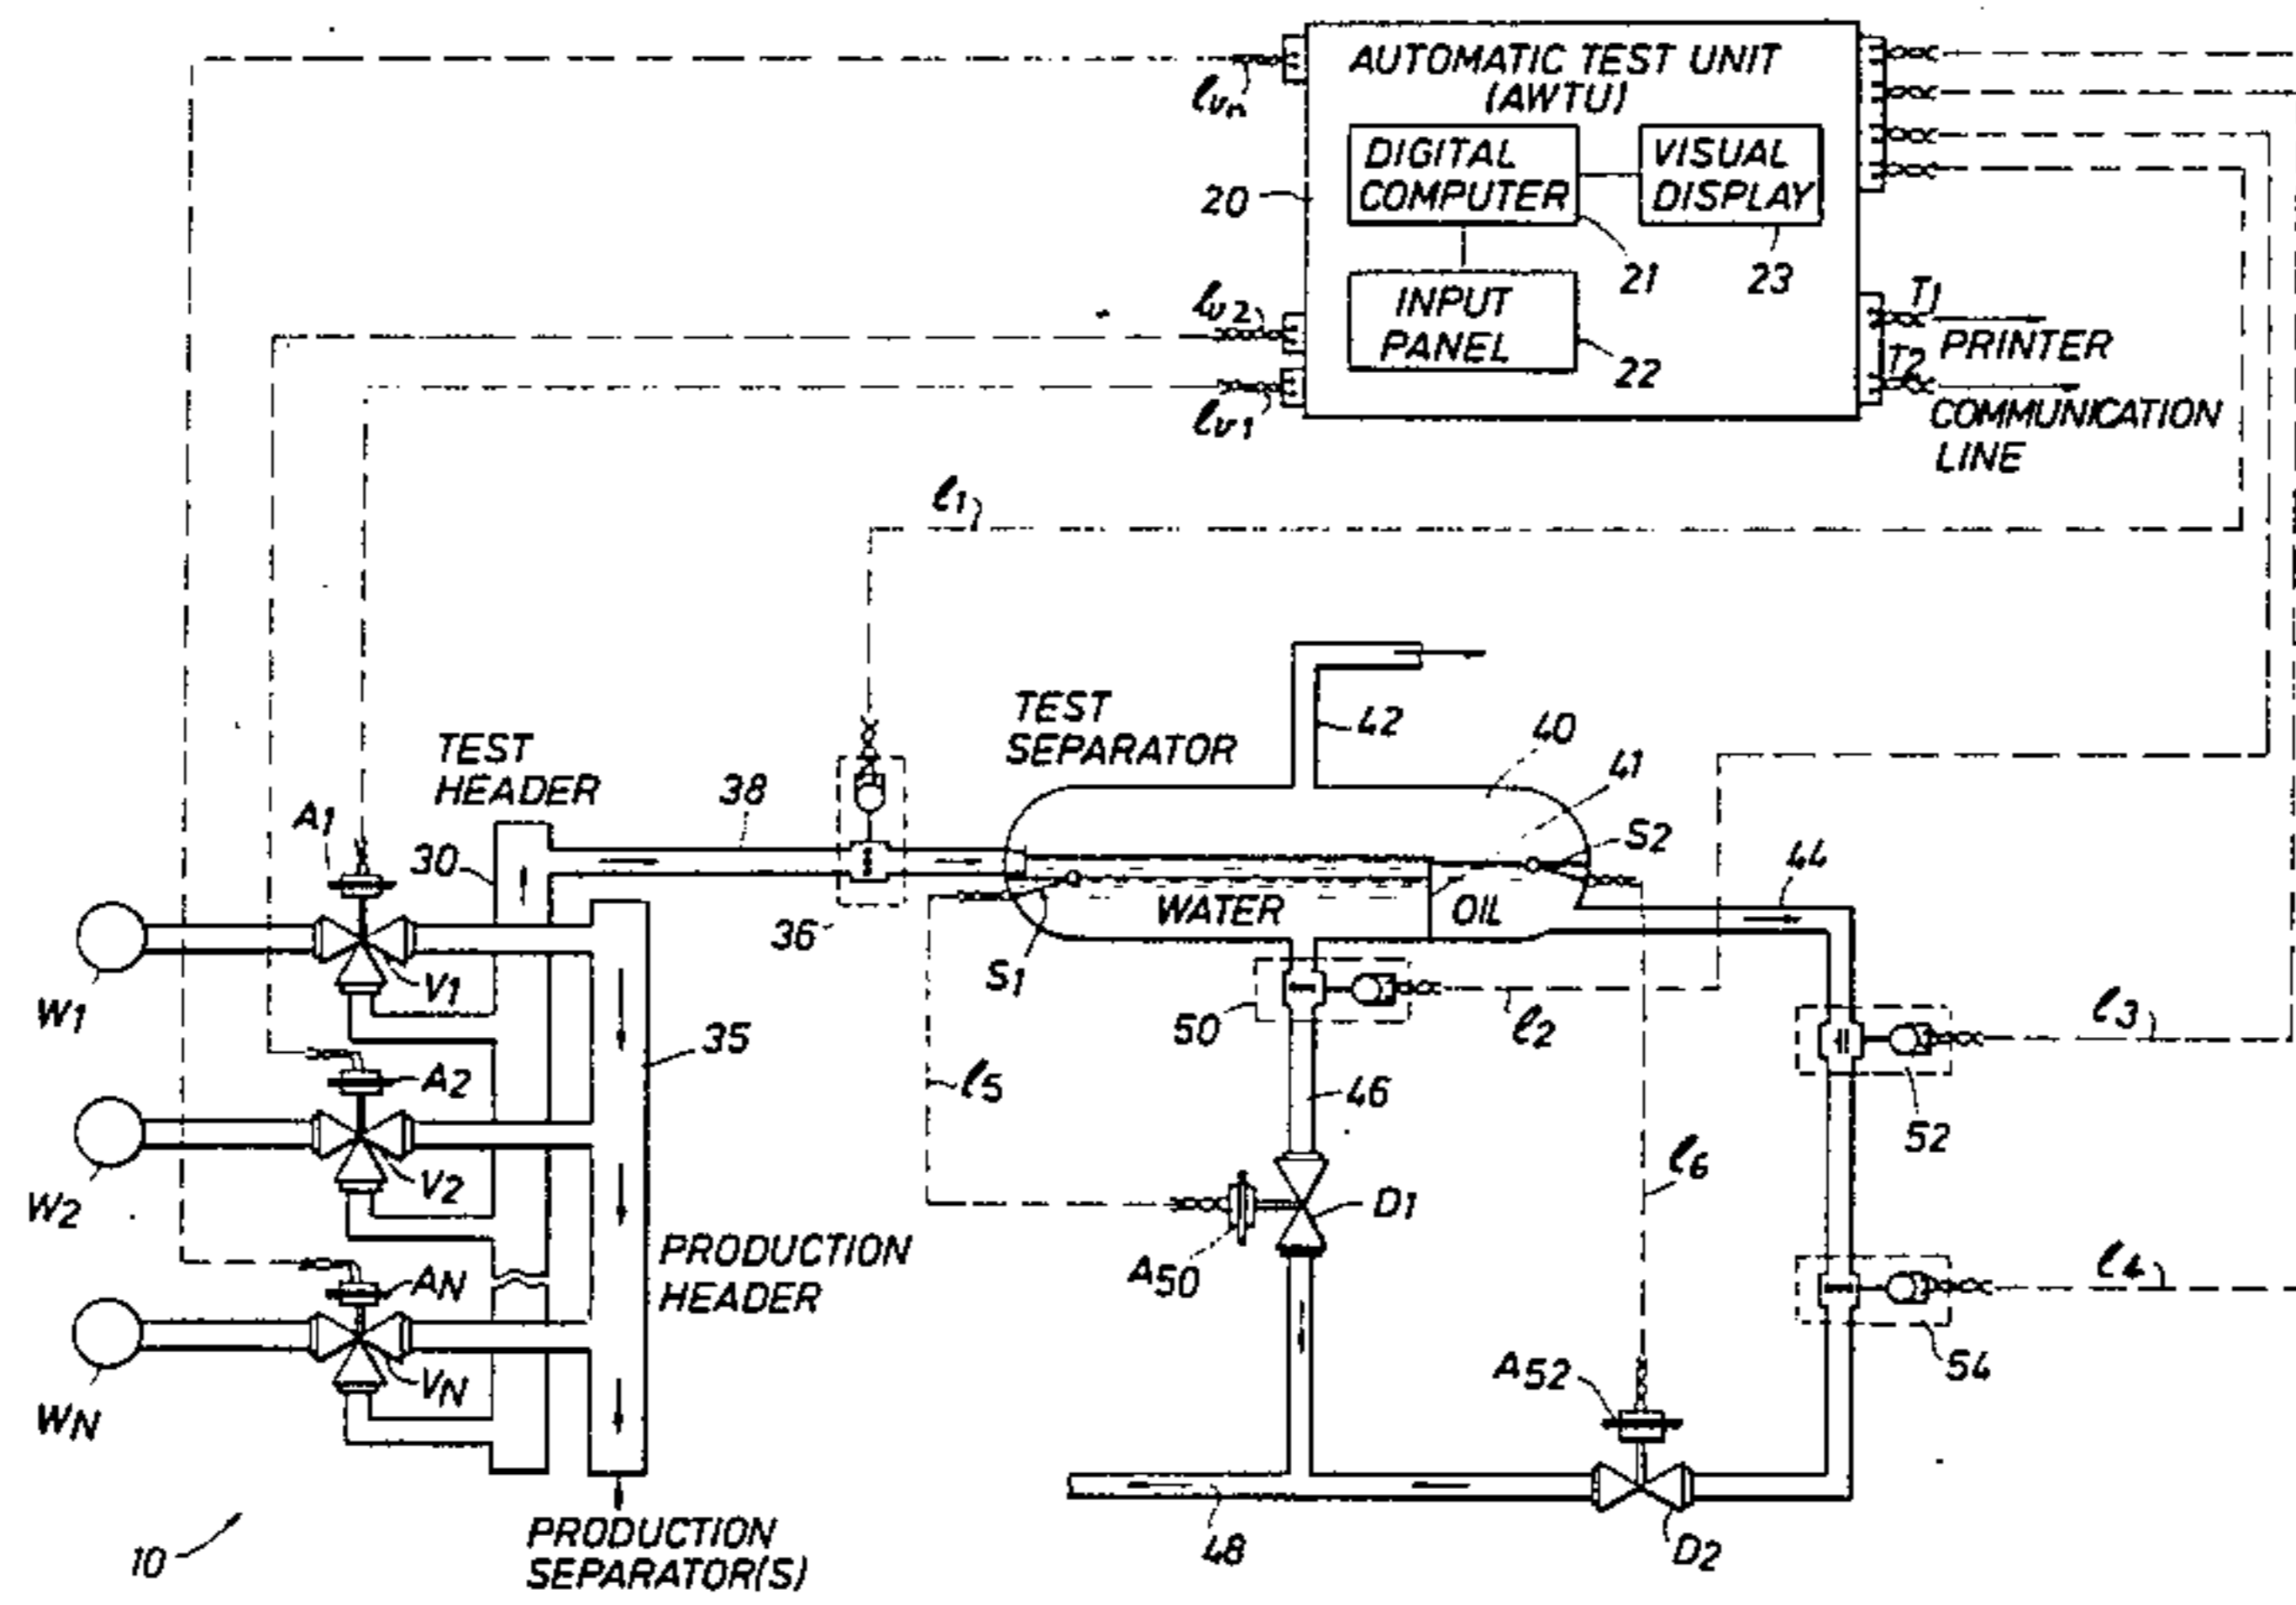 AUTOMATIC TEST UNIT
(AWTU)
DIGITAL
COMPUTER
VISUAL
DISPLAY
INPUT
PANEL
20
21
22
23
lvn
lv2
lv1
T1
PRINTER
T2
COMMUNICATION
LINE
l1
TEST
SEPARATOR
42
40
41
S2
44
TEST
HEADER
38
A1
30
36
WATER
OIL
S1
V1
W1
50
l2
l3
35
52
A2
l5
46
V2
W2
l6
D1
A50
PRODUCTION
HEADER
AN
l4
VN
WN
54
A52
D2
48
10
PRODUCTION
SEPARATOR(S)